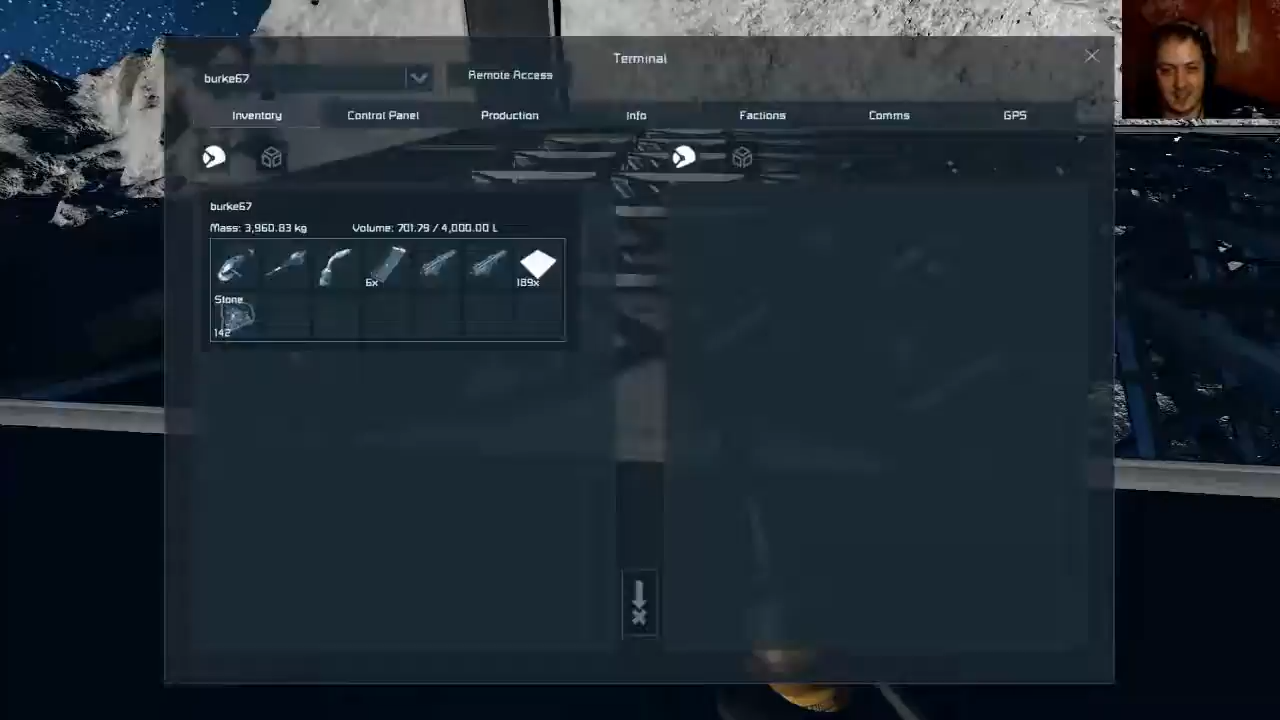 Terminal
burke67
Remote Access
Inventory Control Panel Production Info Factions Comms GPS
burke67
Mass: 3,960.83 kg Volume: 701.79 / 4,000.00 L
6x 189x
Stone
142